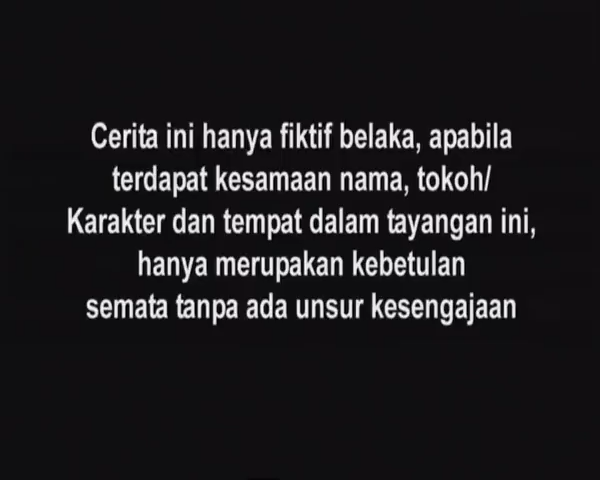 Cerita ini hanya fiktif belaka, apabila
terdapat kesamaan nama, tokoh/
Karakter dan tempat dalam tayangan ini,
hanya merupakan kebetulan
semata tanpa ada unsur kesengajaan